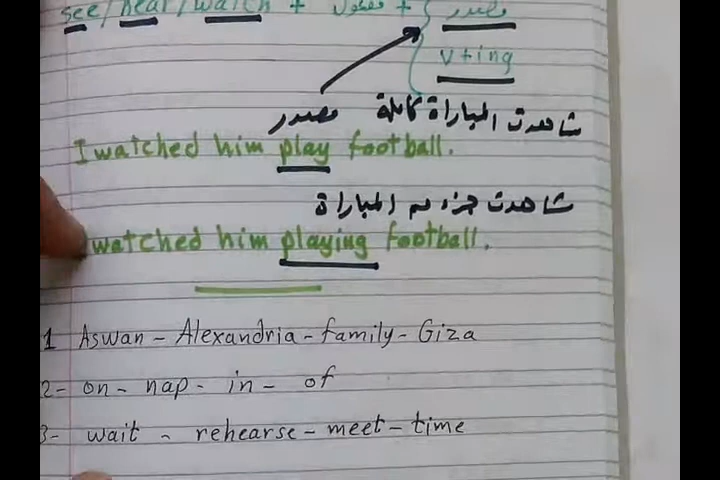 see/hear/watch + مفعول + { مصدر
v+ing
شاهدت المباراة كاملة مصدر
I watched him play football.
شاهدت جزء من المباراة
watched him playing football.
1 Aswan - Alexandria - family - Giza
2- on - nap - in - of
3- wait - rehearse - meet - time